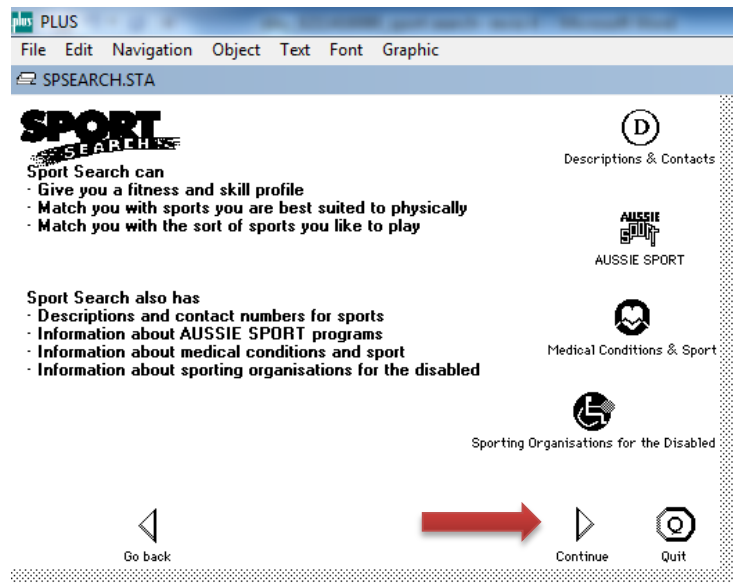 plus PLUS
File Edit Navigation Object Text Font Graphic
SPSEARCH.STA
SPORT
SEARCH
Sport Search can
· Give you a fitness and skill profile
· Match you with sports you are best suited to physically
· Match you with the sort of sports you like to play
Sport Search also has
· Descriptions and contact numbers for sports
· Information about AUSSIE SPORT programs
· Information about medical conditions and sport
· Information about sporting organisations for the disabled
D
Descriptions & Contacts
AUSSIE
sport
AUSSIE SPORT
Medical Conditions & Sport
Sporting Organisations for the Disabled
Go back
Continue
Q
Quit